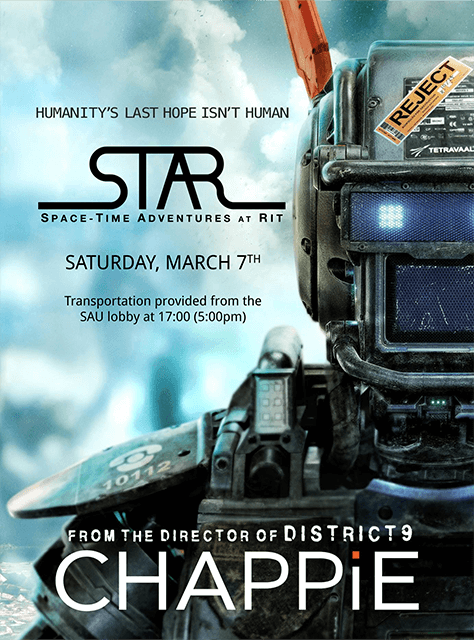 HUMANITY'S LAST HOPE ISN'T HUMAN
REJECT
TETRAVAAL
STAR
SPACE-TIME ADVENTURES AT RIT
SATURDAY, MARCH 7TH
Transportation provided from the
SAU lobby at 17:00 (5:00pm)
10112
FROM THE DIRECTOR OF DISTRICT9
CHAPPiE